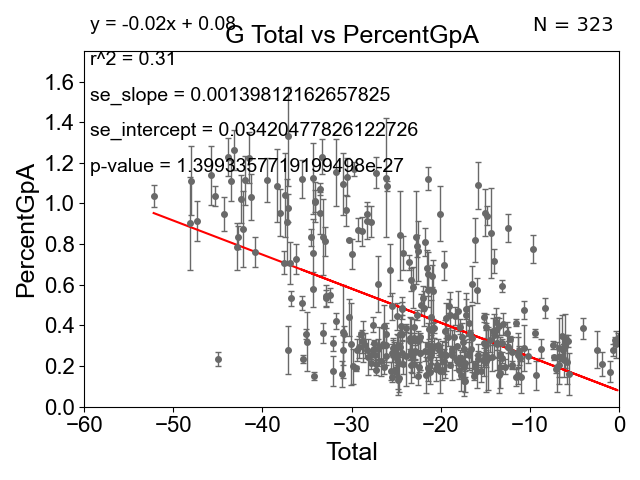 y = -0.02x + 0.08
G Total vs PercentGpA
N = 323
r^2 = 0.31
se_slope = 0.00139812162657825
se_intercept = 0.03420477826122726
p-value = 1.3993357719199498e-27
PercentGpA
1.6
1.4
1.2
1.0
0.8
0.6
0.4
0.2
0.0
−60 −50 −40 −30 −20 −10 0
Total